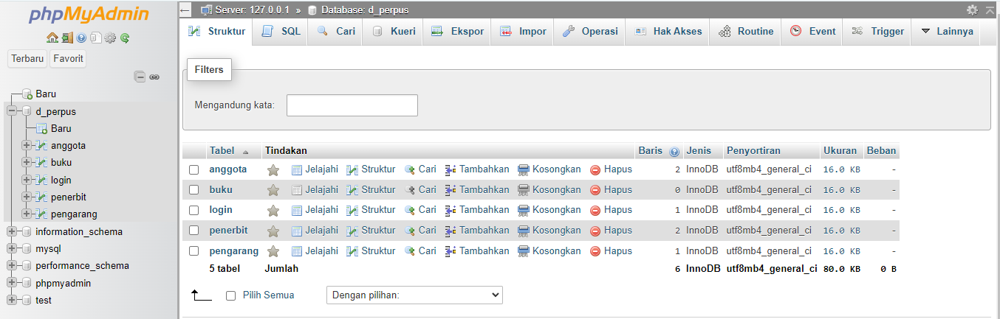 phpMyAdmin
Terbaru Favorit
Baru
d_perpus
Baru
anggota
buku
login
penerbit
pengarang
information_schema
mysql
performance_schema
phpmyadmin
test
Server: 127.0.0.1 » Database: d_perpus
Struktur SQL Cari Kueri Ekspor Impor Operasi Hak Akses Routine Event Trigger Lainnya
Filters
Mengandung kata:
Tabel Tindakan Baris Jenis Penyortiran Ukuran Beban
anggota Jelajahi Struktur Cari Tambahkan Kosongkan Hapus 2 InnoDB utf8mb4_general_ci 16.0 KB -
buku Jelajahi Struktur Cari Tambahkan Kosongkan Hapus 0 InnoDB utf8mb4_general_ci 16.0 KB -
login Jelajahi Struktur Cari Tambahkan Kosongkan Hapus 1 InnoDB utf8mb4_general_ci 16.0 KB -
penerbit Jelajahi Struktur Cari Tambahkan Kosongkan Hapus 2 InnoDB utf8mb4_general_ci 16.0 KB -
pengarang Jelajahi Struktur Cari Tambahkan Kosongkan Hapus 1 InnoDB utf8mb4_general_ci 16.0 KB -
5 tabel Jumlah 6 InnoDB utf8mb4_general_ci 80.0 KB 0 B
Pilih Semua Dengan pilihan: